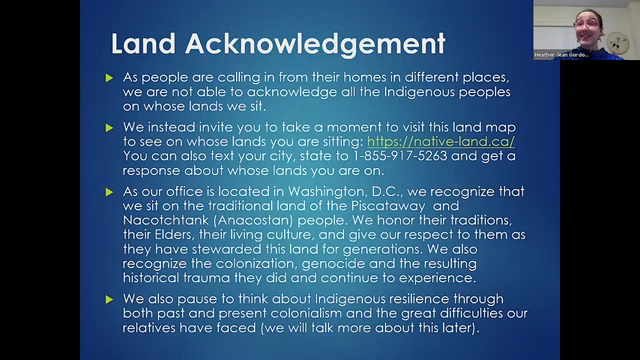 Land Acknowledgement
As people are calling in from their homes in different places,
we are not able to acknowledge all the Indigenous peoples
on whose lands we sit.
We instead invite you to take a moment to visit this land map
to see on whose lands you are sitting: https://native-land.ca/
You can also text your city, state to 1-855-917-5263 and get a
response about whose lands you are on.
As our office is located in Washington, D.C., we recognize that
we sit on the traditional land of the Piscataway and
Nacotchtank (Anacostan) people. We honor their traditions,
their Elders, their living culture, and give our respect to them as
they have stewarded this land for generations. We also
recognize the colonization, genocide and the resulting
historical trauma they did and continue to experience.
We also pause to think about Indigenous resilience through
both past and present colonialism and the great difficulties our
relatives have faced (we will talk more about this later).
Heather, Jean Gordo...